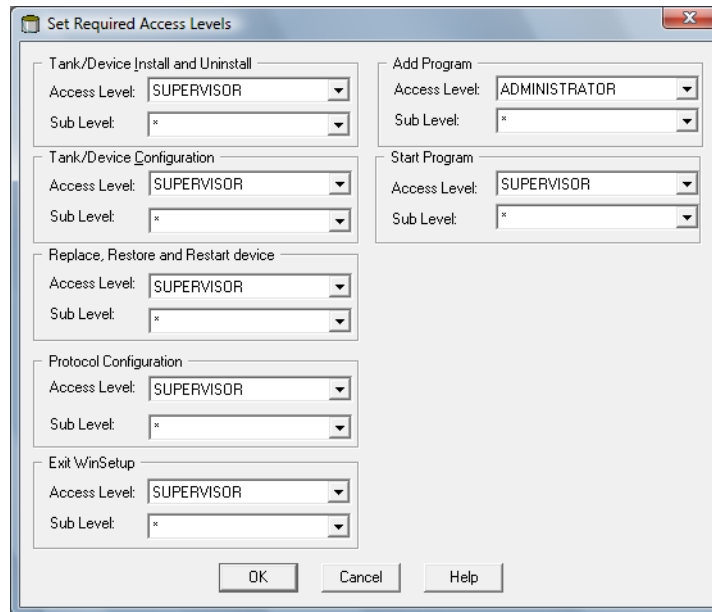 Set Required Access Levels
Tank/Device Install and Uninstall
Access Level: SUPERVISOR
Sub Level: *
Tank/Device Configuration
Access Level: SUPERVISOR
Sub Level: *
Replace, Restore and Restart device
Access Level: SUPERVISOR
Sub Level: *
Protocol Configuration
Access Level: SUPERVISOR
Sub Level: *
Exit WinSetup
Access Level: SUPERVISOR
Sub Level: *
Add Program
Access Level: ADMINISTRATOR
Sub Level: *
Start Program
Access Level: SUPERVISOR
Sub Level: *
OK Cancel Help